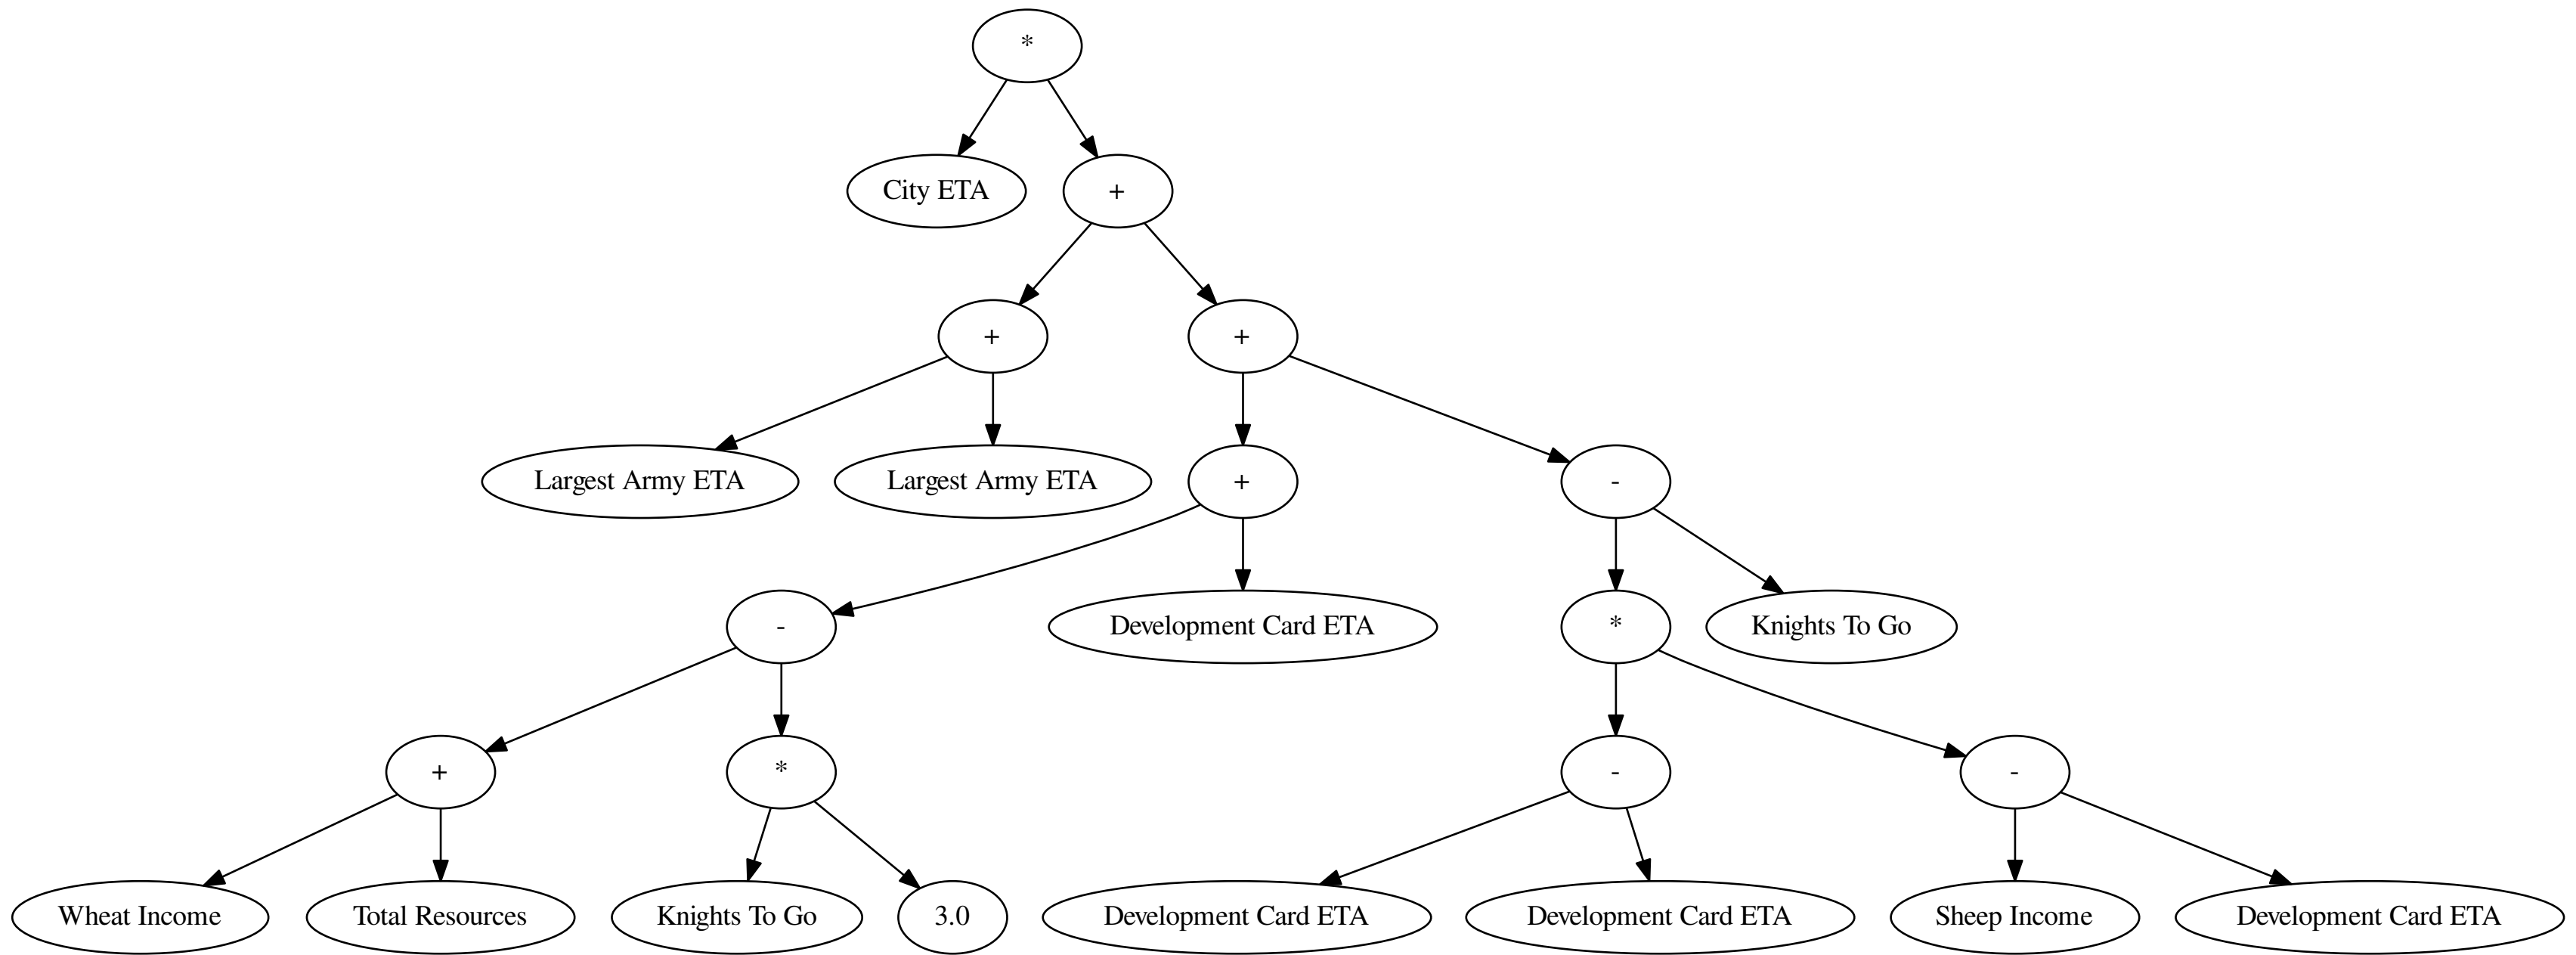 *
City ETA
+
+
+
Largest Army ETA
Largest Army ETA
+
-
-
Development Card ETA
*
Knights To Go
+
*
-
-
Wheat Income
Total Resources
Knights To Go
3.0
Development Card ETA
Development Card ETA
Sheep Income
Development Card ETA